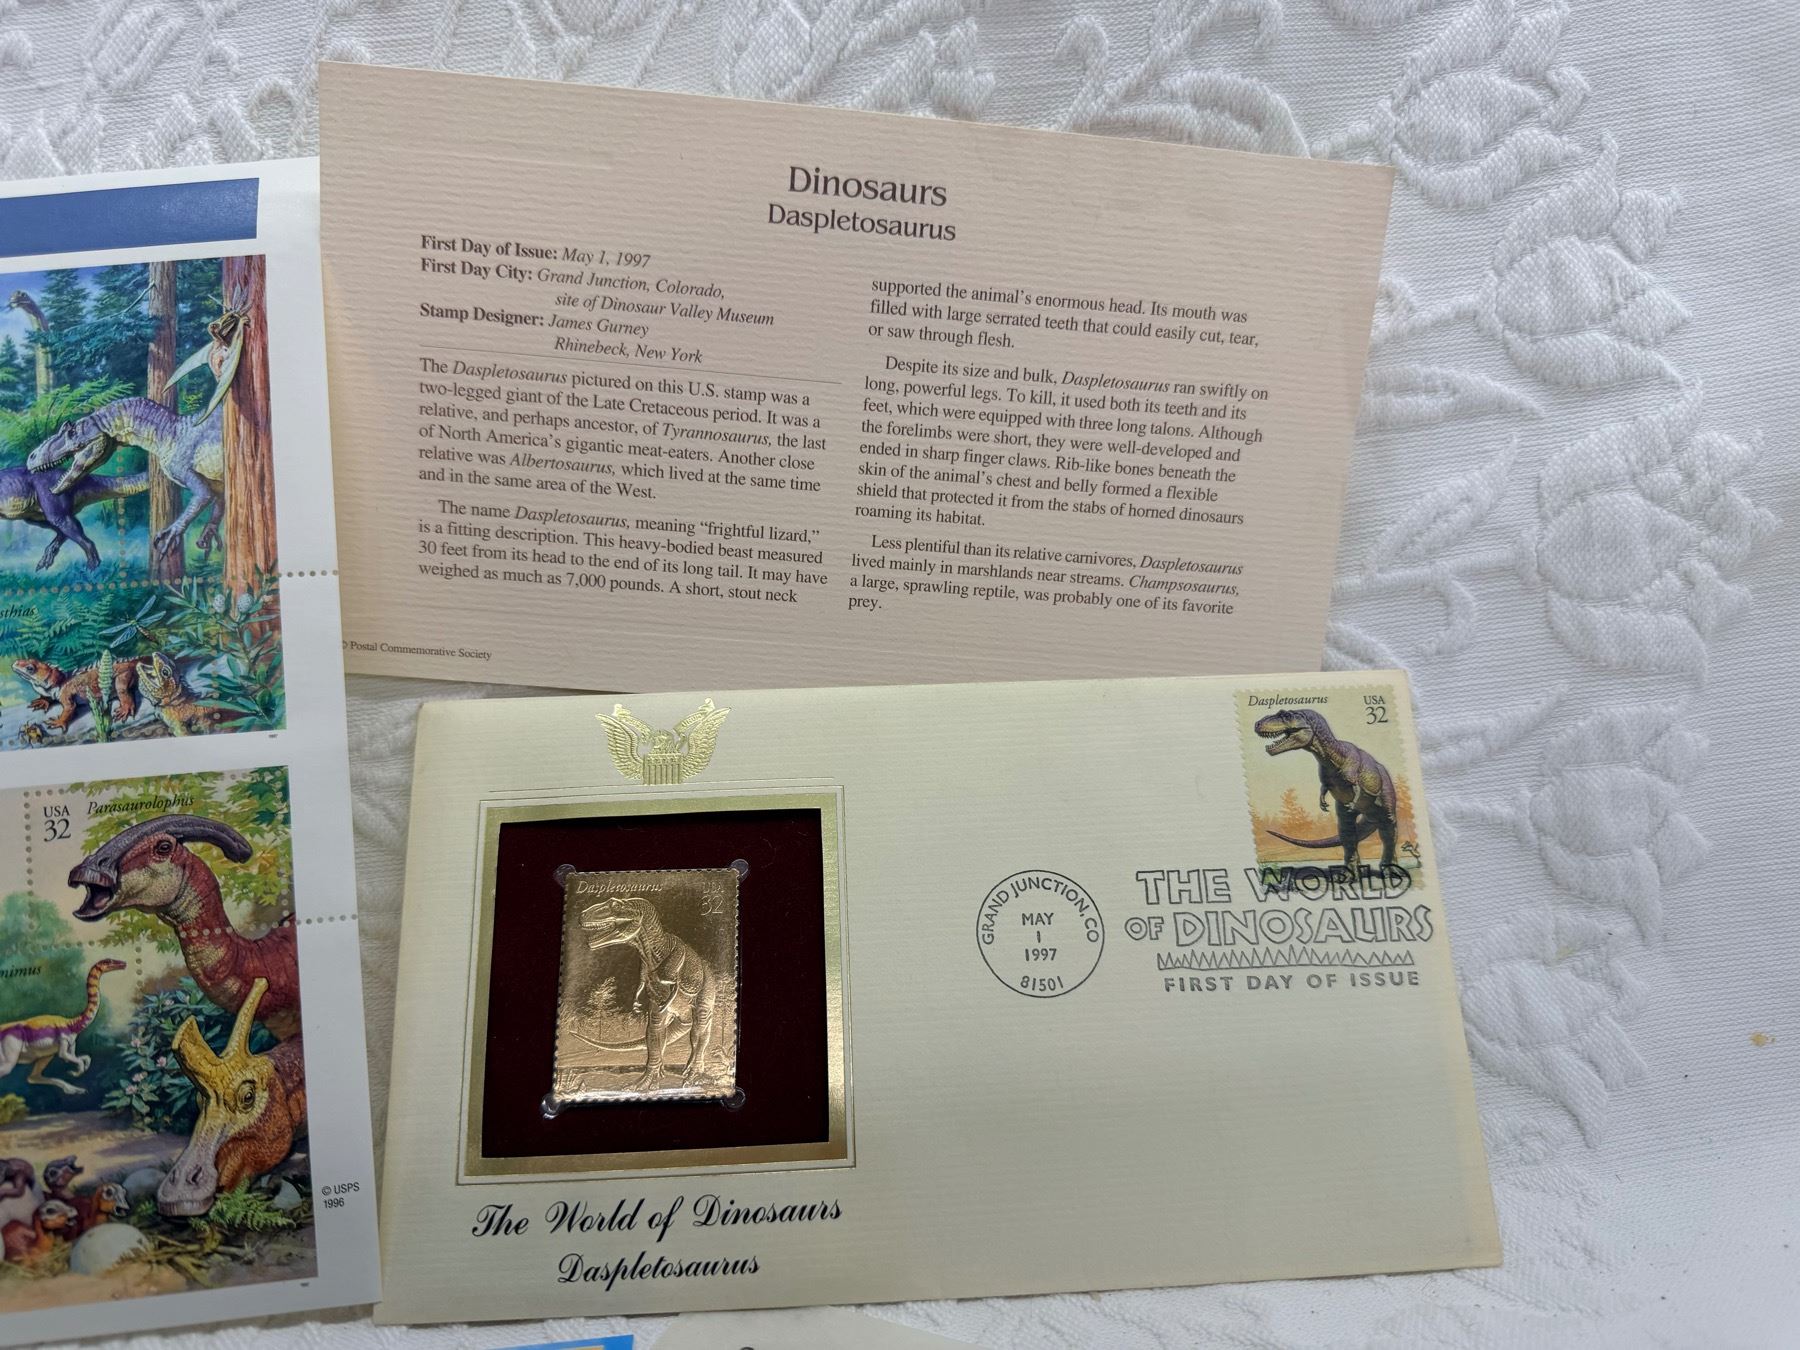 Dinosaurs
Daspletosaurus
First Day of Issue: May 1, 1997
First Day City: Grand Junction, Colorado,
site of Dinosaur Valley Museum
Stamp Designer: James Gurney
Rhinebeck, New York
The Daspletosaurus pictured on this U.S. stamp was a
two-legged giant of the Late Cretaceous period. It was a
relative, and perhaps ancestor, of Tyrannosaurus, the last
of North America's gigantic meat-eaters. Another close
relative was Albertosaurus, which lived at the same time
and in the same area of the West.
The name Daspletosaurus, meaning “frightful lizard,”
is a fitting description. This heavy-bodied beast measured
30 feet from its head to the end of its long tail. It may have
weighed as much as 7,000 pounds. A short, stout neck
supported the animal's enormous head. Its mouth was
filled with large serrated teeth that could easily cut, tear,
or saw through flesh.
Despite its size and bulk, Daspletosaurus ran swiftly on
long, powerful legs. To kill, it used both its teeth and its
feet, which were equipped with three long talons. Although
the forelimbs were short, they were well-developed and
ended in sharp finger claws. Rib-like bones beneath the
skin of the animal's chest and belly formed a flexible
shield that protected it from the stabs of horned dinosaurs
roaming its habitat.
Less plentiful than its relative carnivores, Daspletosaurus
lived mainly in marshlands near streams. Champsosaurus,
a large, sprawling reptile, was probably one of its favorite
prey.
© Postal Commemorative Society
sthias
1997
USA
32
Parasaurolophus
nimus
© USPS
1996
1997
Daspletosaurus
USA
32
The World of Dinosaurs
Daspletosaurus
Daspletosaurus
USA
32
GRAND JUNCTION, CO
MAY
1
1997
81501
THE WORLD
OF DINOSAURS
FIRST DAY OF ISSUE